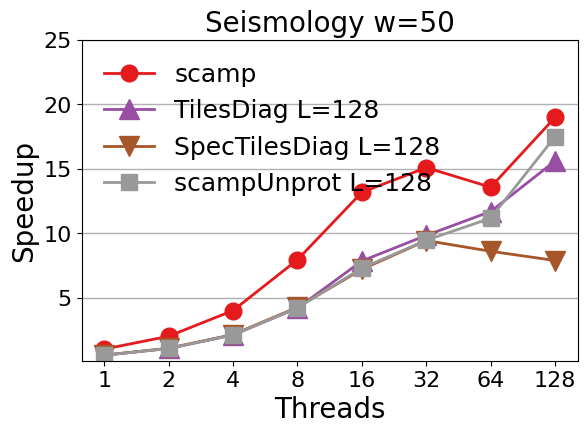 Seismology w=50
25
20
15
10
5
Speedup
scamp
TilesDiag L=128
SpecTilesDiag L=128
scampUnprot L=128
1 2 4 8 16 32 64 128
Threads